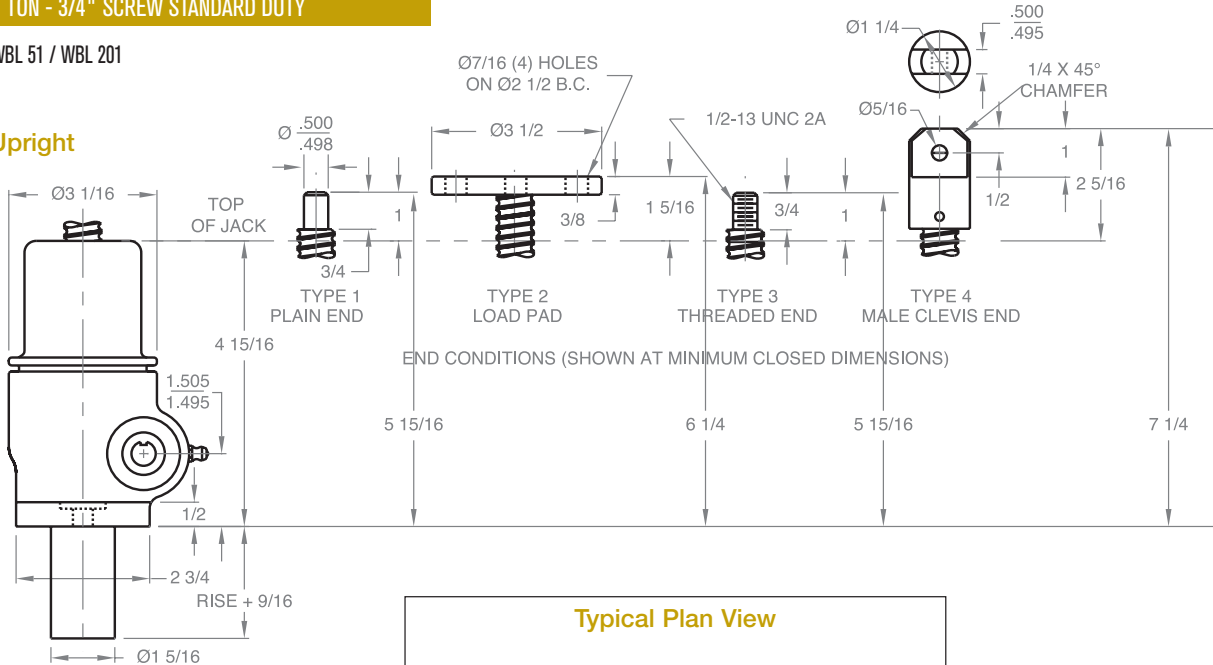 TON - 3/4" SCREW STANDARD DUTY
WBL 51 / WBL 201
Upright
Ø3 1/16
TOP
OF JACK
4 15/16
1.505
1.495
1/2
2 3/4
RISE + 9/16
Ø1 5/16
Ø .500
.498
1
3/4
TYPE 1
PLAIN END
5 15/16
Ø7/16 (4) HOLES
ON Ø2 1/2 B.C.
Ø3 1/2
3/8
1 5/16
TYPE 2
LOAD PAD
6 1/4
1/2-13 UNC 2A
3/4
1
TYPE 3
THREADED END
5 15/16
Ø1 1/4
.500
.495
1/4 X 45°
CHAMFER
Ø5/16
1
1/2
2 5/16
TYPE 4
MALE CLEVIS END
7 1/4
END CONDITIONS (SHOWN AT MINIMUM CLOSED DIMENSIONS)
Typical Plan View